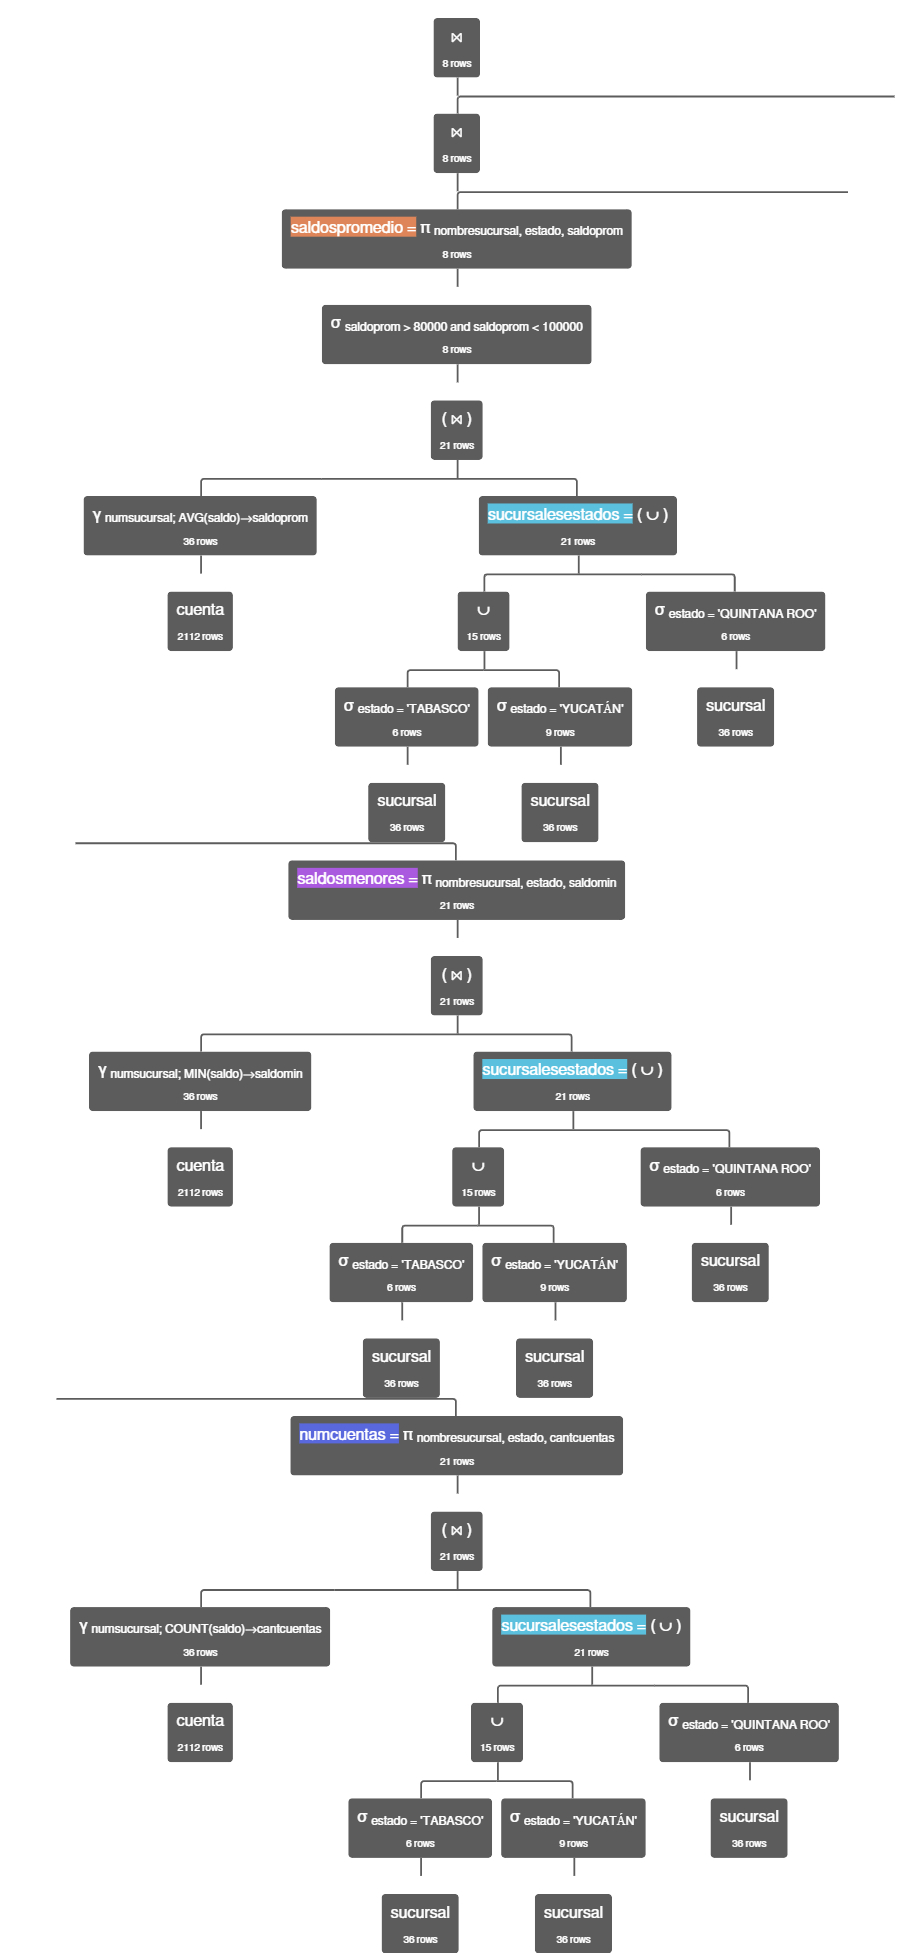 ⋈
8 rows
⋈
8 rows
saldospromedio = π nombresucursal, estado, saldoprom
8 rows
σ saldoprom > 80000 and saldoprom < 100000
8 rows
( ⋈ )
21 rows
γ numsucursal; AVG(saldo)→saldoprom
36 rows
sucursalesestados = ( ∪ )
21 rows
cuenta
2112 rows
∪
15 rows
σ estado = 'QUINTANA ROO'
6 rows
σ estado = 'TABASCO'
6 rows
σ estado = 'YUCATÁN'
9 rows
sucursal
36 rows
sucursal
36 rows
sucursal
36 rows
saldosmenores = π nombresucursal, estado, saldomin
21 rows
( ⋈ )
21 rows
γ numsucursal; MIN(saldo)→saldomin
36 rows
sucursalesestados = ( ∪ )
21 rows
cuenta
2112 rows
∪
15 rows
σ estado = 'QUINTANA ROO'
6 rows
σ estado = 'TABASCO'
6 rows
σ estado = 'YUCATÁN'
9 rows
sucursal
36 rows
sucursal
36 rows
sucursal
36 rows
numcuentas = π nombresucursal, estado, cantcuentas
21 rows
( ⋈ )
21 rows
γ numsucursal; COUNT(saldo)→cantcuentas
36 rows
sucursalesestados = ( ∪ )
21 rows
cuenta
2112 rows
∪
15 rows
σ estado = 'QUINTANA ROO'
6 rows
σ estado = 'TABASCO'
6 rows
σ estado = 'YUCATÁN'
9 rows
sucursal
36 rows
sucursal
36 rows
sucursal
36 rows